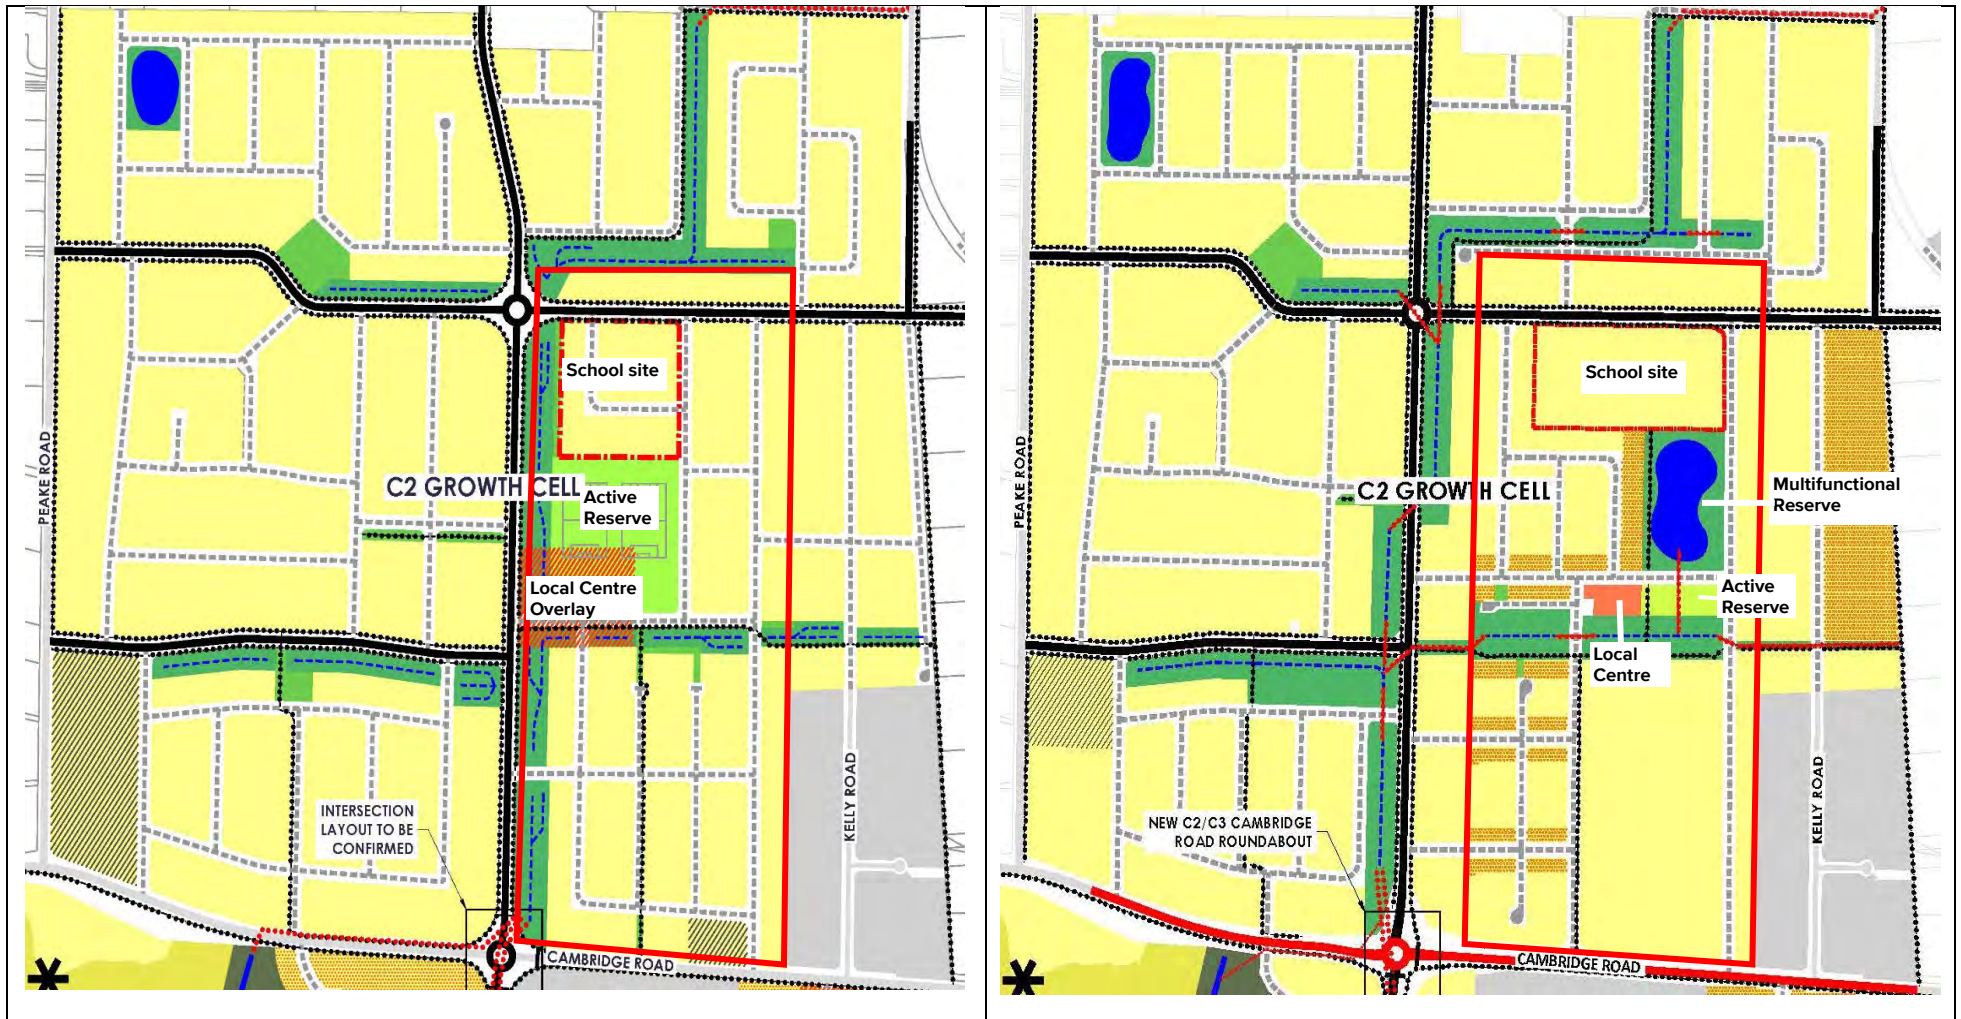 School site
PEAKE ROAD
C2 GROWTH CELL
Active
Reserve
Local Centre
Overlay
INTERSECTION
LAYOUT TO BE
CONFIRMED
KELLY ROAD
CAMBRIDGE ROAD
School site
PEAKE ROAD
C2 GROWTH CELL
Multifunctional
Reserve
Active
Reserve
Local
Centre
NEW C2/C3 CAMBRIDGE
ROAD ROUNDABOUT
KELLY ROAD
CAMBRIDGE ROAD